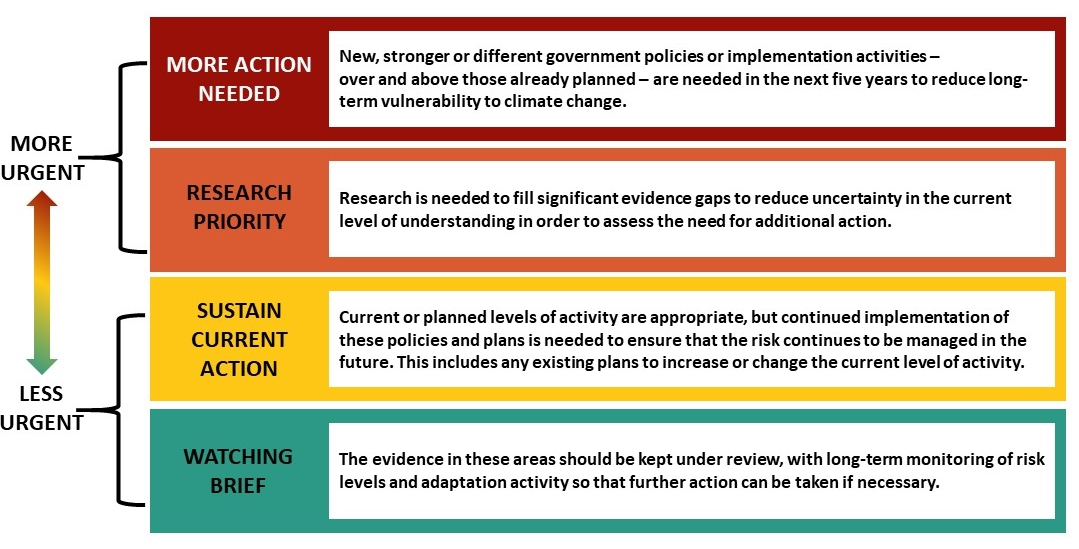 MORE ACTION
NEEDED
New, stronger or different government policies or implementation activities –
over and above those already planned – are needed in the next five years to reduce long-
term vulnerability to climate change.
MORE
URGENT
RESEARCH
PRIORITY
Research is needed to fill significant evidence gaps to reduce uncertainty in the current
level of understanding in order to assess the need for additional action.
SUSTAIN
CURRENT
ACTION
Current or planned levels of activity are appropriate, but continued implementation of
these policies and plans is needed to ensure that the risk continues to be managed in the
future. This includes any existing plans to increase or change the current level of activity.
LESS
URGENT
WATCHING
BRIEF
The evidence in these areas should be kept under review, with long-term monitoring of risk
levels and adaptation activity so that further action can be taken if necessary.